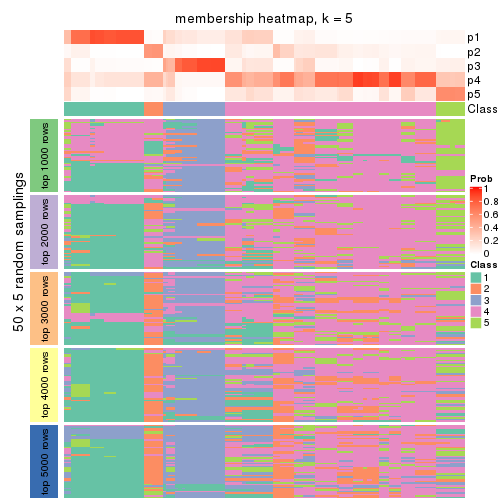 membership heatmap, k = 5
p1
p2
p3
p4
p5
Class
50 x 5 random samplings
top 1000 rows
top 2000 rows
top 3000 rows
top 4000 rows
top 5000 rows
Prob
1
0.8
0.6
0.4
0.2
0
Class
1
2
3
4
5